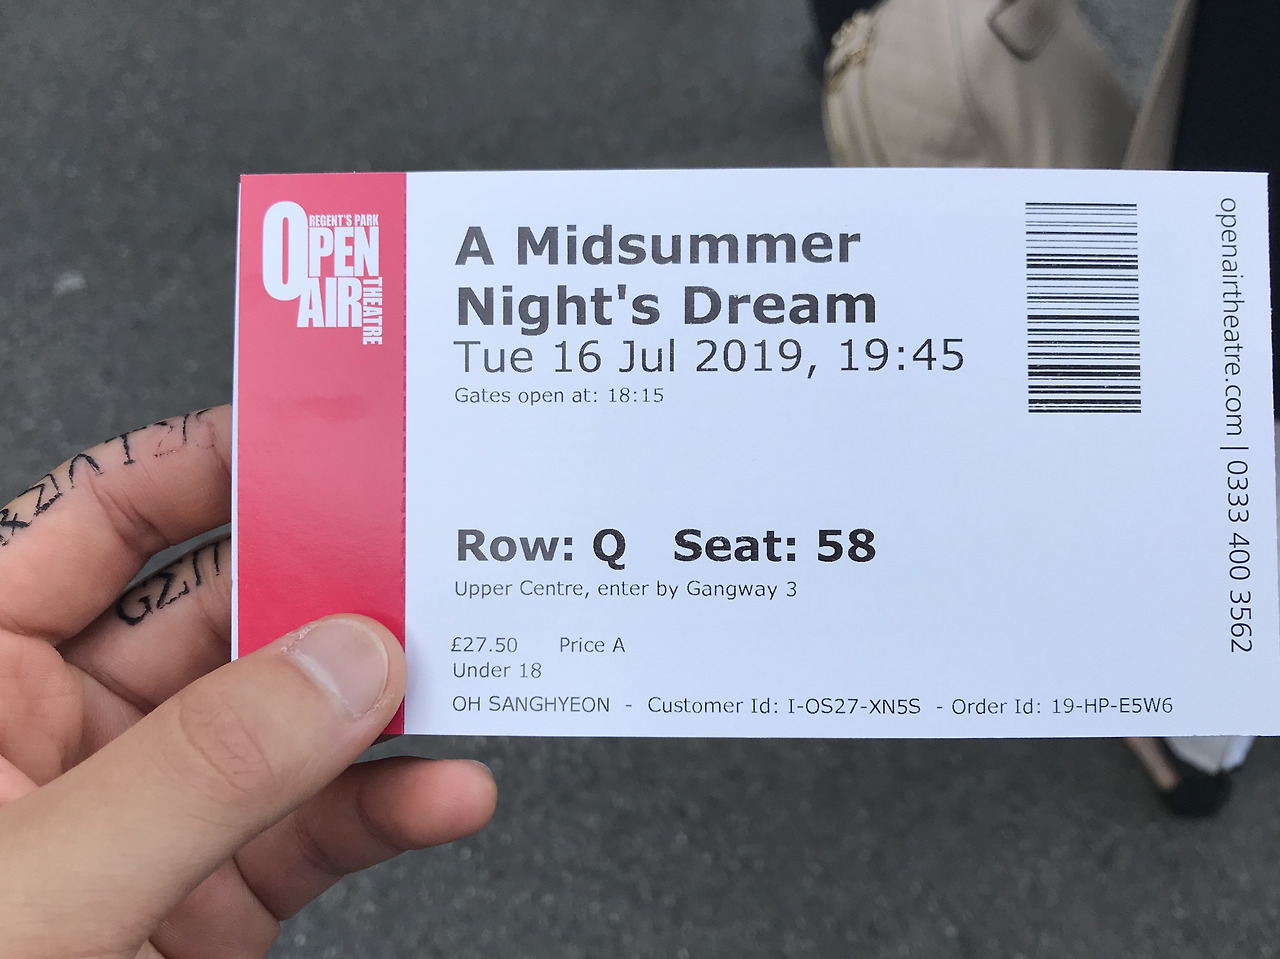 REGENT'S PARK
OPEN
AIR
THEATRE
A Midsummer
Night's Dream
Tue 16 Jul 2019, 19:45
Gates open at: 18:15
Row: Q Seat: 58
Upper Centre, enter by Gangway 3
£27.50 Price A
Under 18
OH SANGHYEON - Customer Id: I-OS27-XN5S - Order Id: 19-HP-E5W6
openairtheatre.com | 0333 400 3562